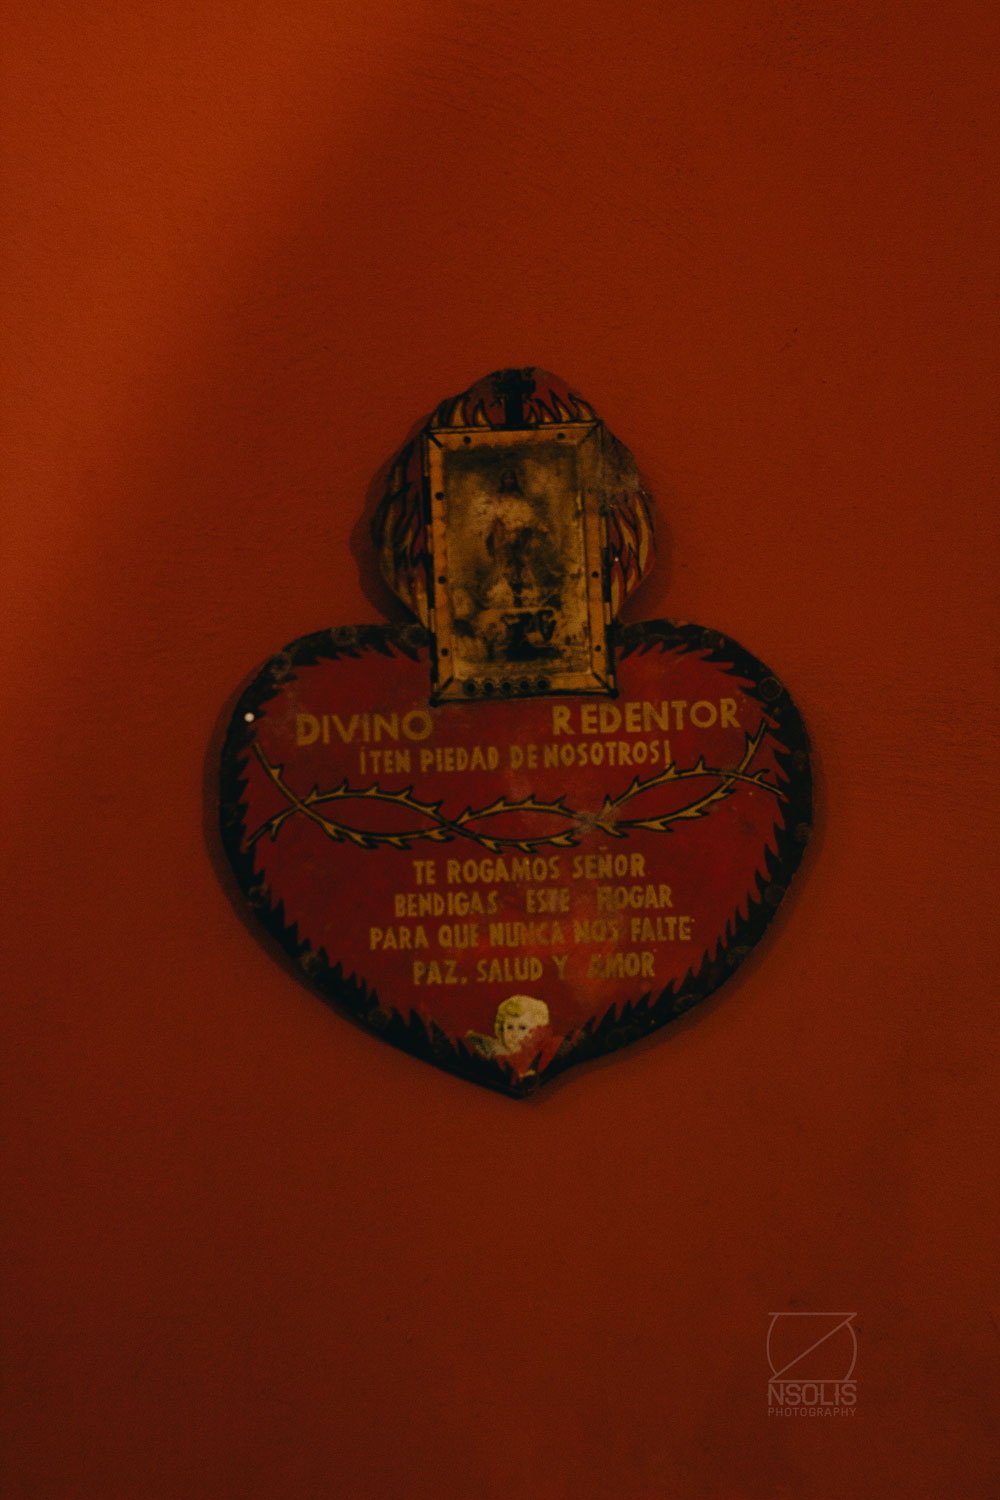 DIVINO REDENTOR
¡TEN PIEDAD DE NOSOTROS¡
TE ROGAMOS SEÑOR
BENDIGAS ESTE HOGAR
PARA QUE NUNCA NOS FALTE
PAZ, SALUD Y AMOR
NSOLIS
PHOTOGRAPHY